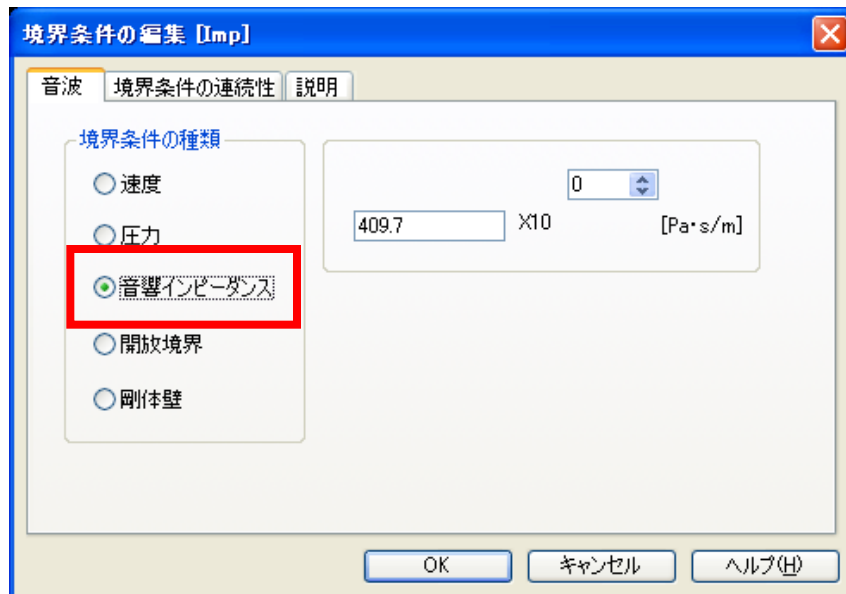 境界条件の編集 [Imp]
音波 境界条件の連続性 説明
境界条件の種類
速度
圧力
音響インピーダンス
開放境界
剛体壁
0
409.7 X10 [Pa・s/m]
OK キャンセル ヘルプ(H)